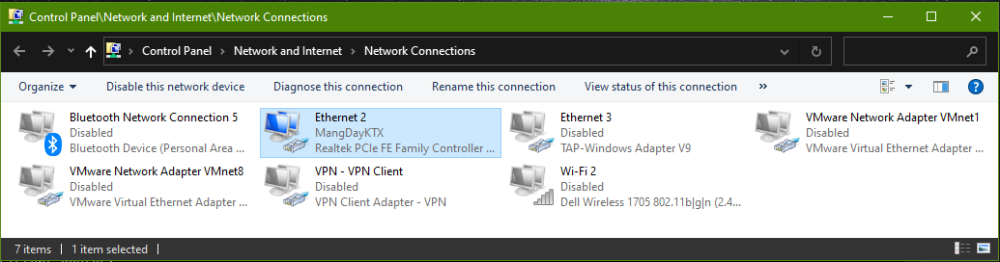 Control Panel\Network and Internet\Network Connections
Control Panel > Network and Internet > Network Connections
Organize Disable this network device Diagnose this connection Rename this connection View status of this connection »
Bluetooth Network Connection 5
Disabled
Bluetooth Device (Personal Area ...
Ethernet 2
MangDayKTX
Realtek PCIe FE Family Controller ...
Ethernet 3
Disabled
TAP-Windows Adapter V9
VMware Network Adapter VMnet1
Disabled
VMware Virtual Ethernet Adapter ...
VMware Network Adapter VMnet8
Disabled
VMware Virtual Ethernet Adapter ...
VPN - VPN Client
Disabled
VPN Client Adapter - VPN
Wi-Fi 2
Disabled
Dell Wireless 1705 802.11b|g|n (2.4...
7 items 1 item selected